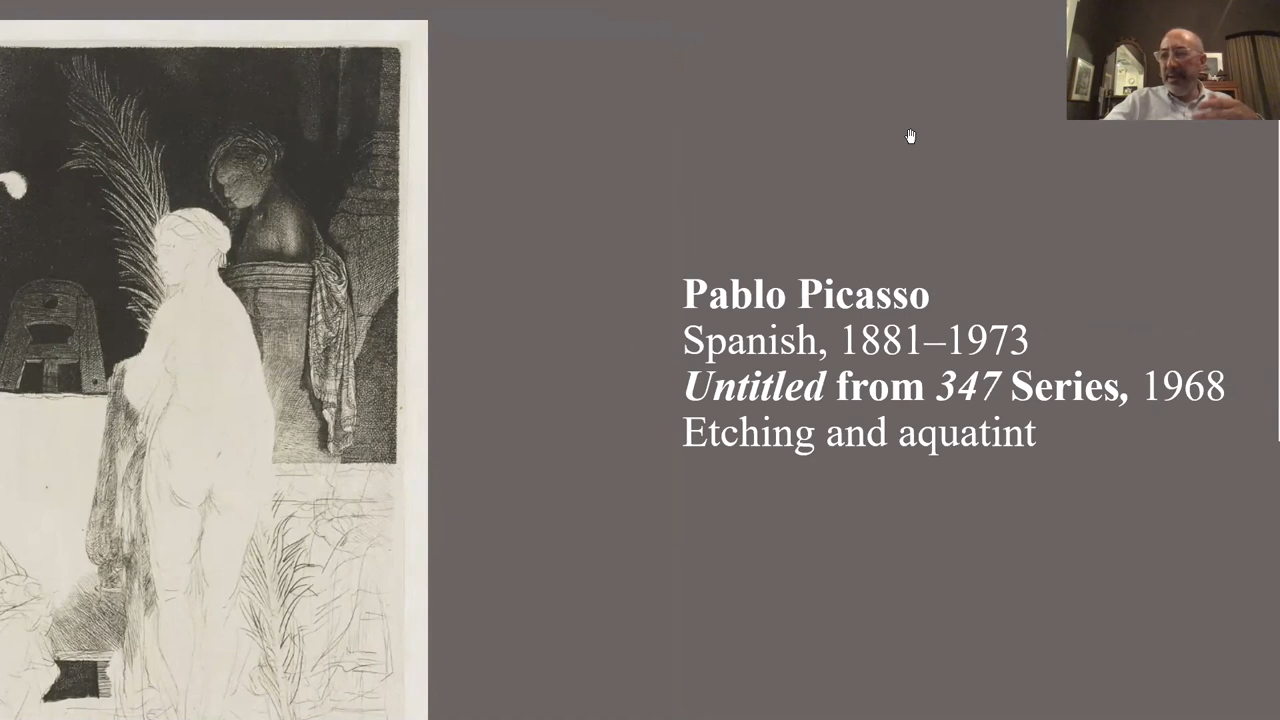 Pablo Picasso
Spanish, 1881–1973
Untitled from 347 Series, 1968
Etching and aquatint